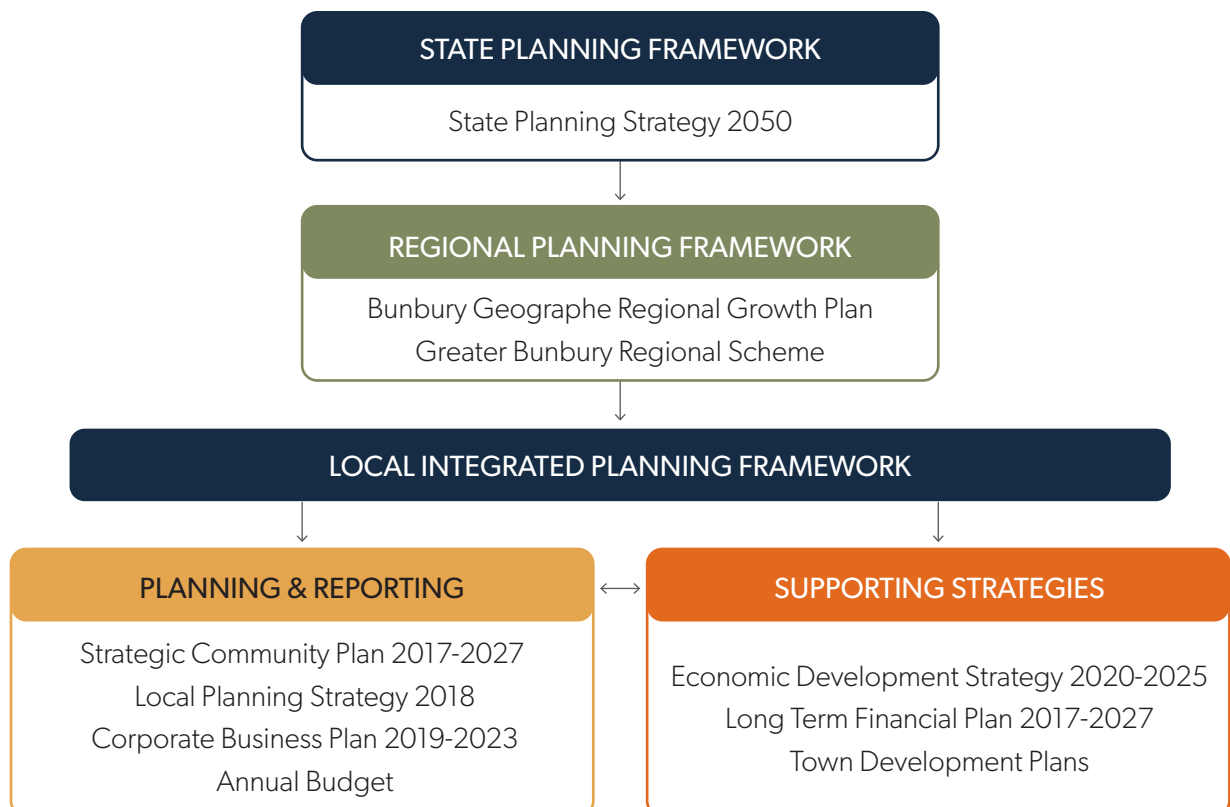 STATE PLANNING FRAMEWORK
State Planning Strategy 2050
REGIONAL PLANNING FRAMEWORK
Bunbury Geographe Regional Growth Plan
Greater Bunbury Regional Scheme
LOCAL INTEGRATED PLANNING FRAMEWORK
PLANNING & REPORTING
Strategic Community Plan 2017-2027
Local Planning Strategy 2018
Corporate Business Plan 2019-2023
Annual Budget
SUPPORTING STRATEGIES
Economic Development Strategy 2020-2025
Long Term Financial Plan 2017-2027
Town Development Plans